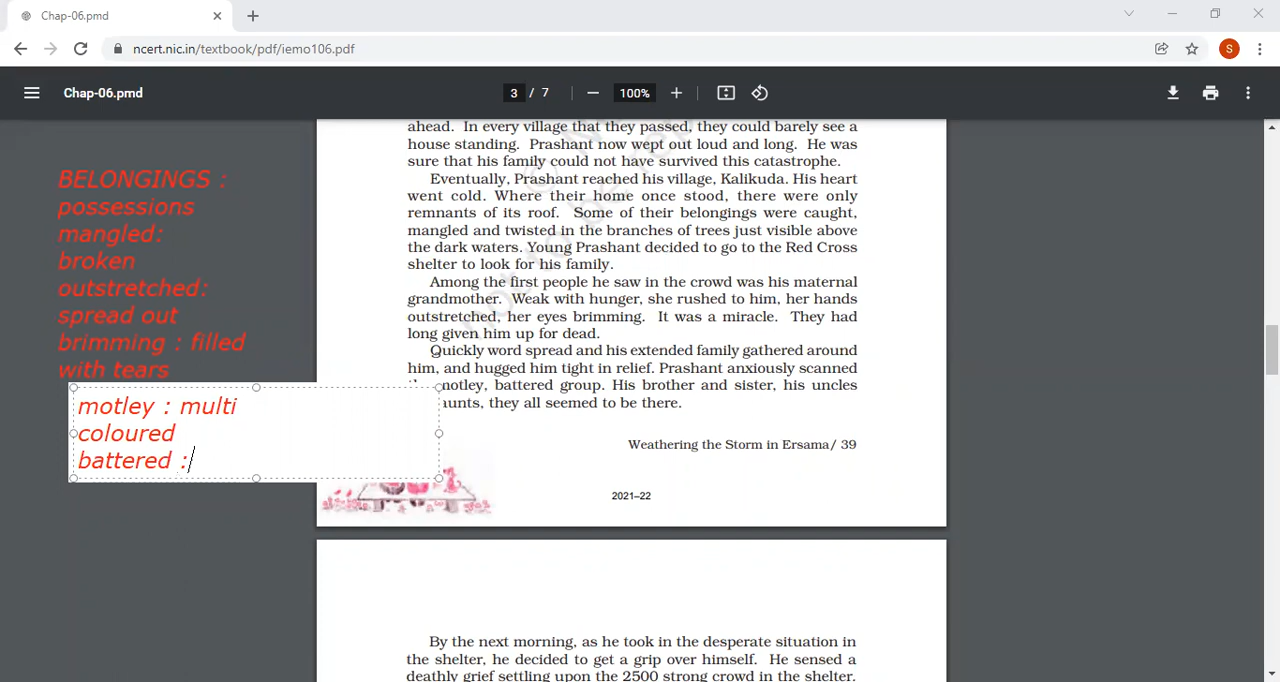 Chap-06.pmd
ncert.nic.in/textbook/pdf/iemo106.pdf
S
Chap-06.pmd
3 / 7
100%
BELONGINGS :
possessions
mangled:
broken
outstretched:
spread out
brimming : filled
with tears
motley : multi
coloured
battered :
ahead. In every village that they passed, they could barely see a
house standing. Prashant now wept out loud and long. He was
sure that his family could not have survived this catastrophe.
Eventually, Prashant reached his village, Kalikuda. His heart
went cold. Where their home once stood, there were only
remnants of its roof. Some of their belongings were caught,
mangled and twisted in the branches of trees just visible above
the dark waters. Young Prashant decided to go to the Red Cross
shelter to look for his family.
Among the first people he saw in the crowd was his maternal
grandmother. Weak with hunger, she rushed to him, her hands
outstretched, her eyes brimming. It was a miracle. They had
long given him up for dead.
Quickly word spread and his extended family gathered around
him, and hugged him tight in relief. Prashant anxiously scanned
motley, battered group. His brother and sister, his uncles
aunts, they all seemed to be there.
Weathering the Storm in Ersama/ 39
2021–22
By the next morning, as he took in the desperate situation in
the shelter, he decided to get a grip over himself. He sensed a
deathly grief settling upon the 2500 strong crowd in the shelter.